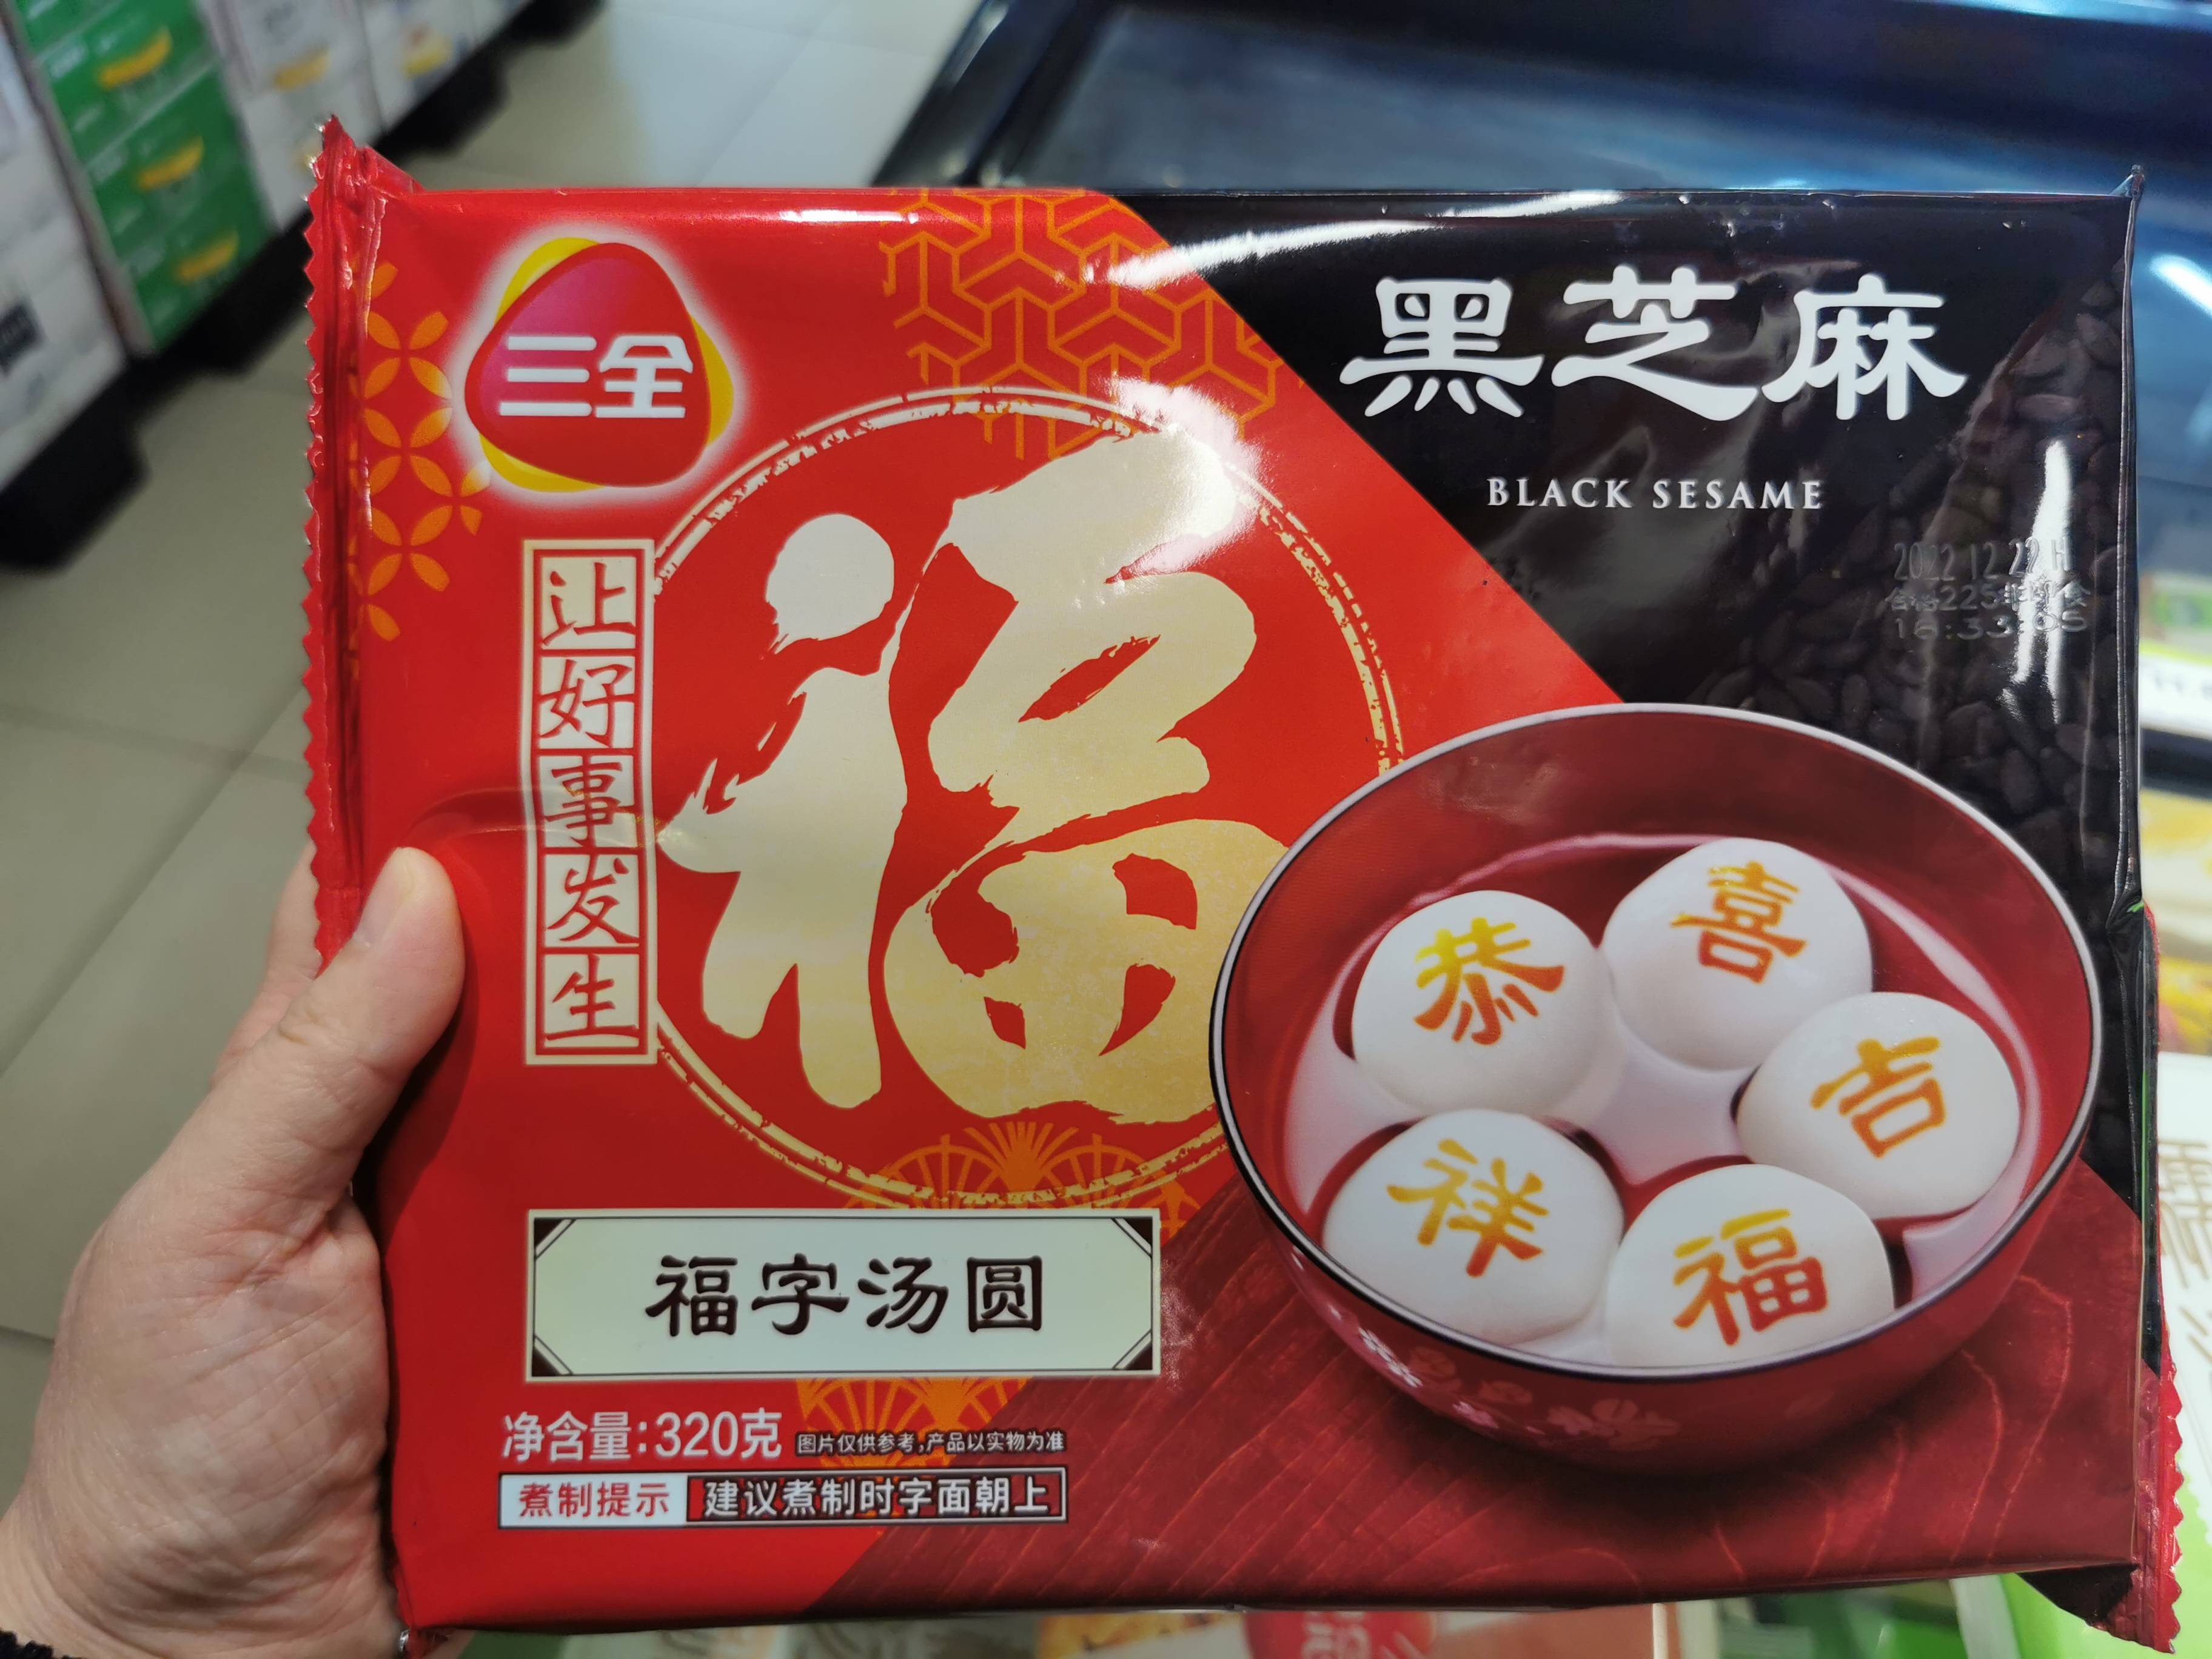 三全
黑芝麻
BLACK SESAME
2022 12 22 H
16:33:05
让好事发生
福
恭
喜
吉
祥
福
福字汤圆
净含量:320克
图片仅供参考,产品以实物为准
煮制提示 建议煮制时字面朝上